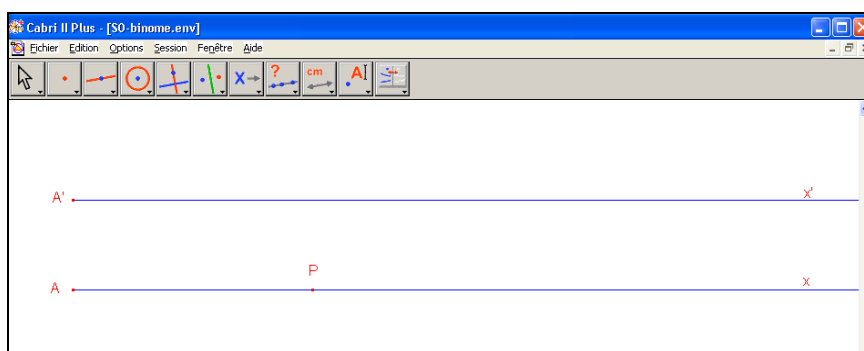 Cabri II Plus - [S0-binome.env]
Fichier Edition Options Session Fenêtre Aide
X ? cm A
A' x'
P
A x